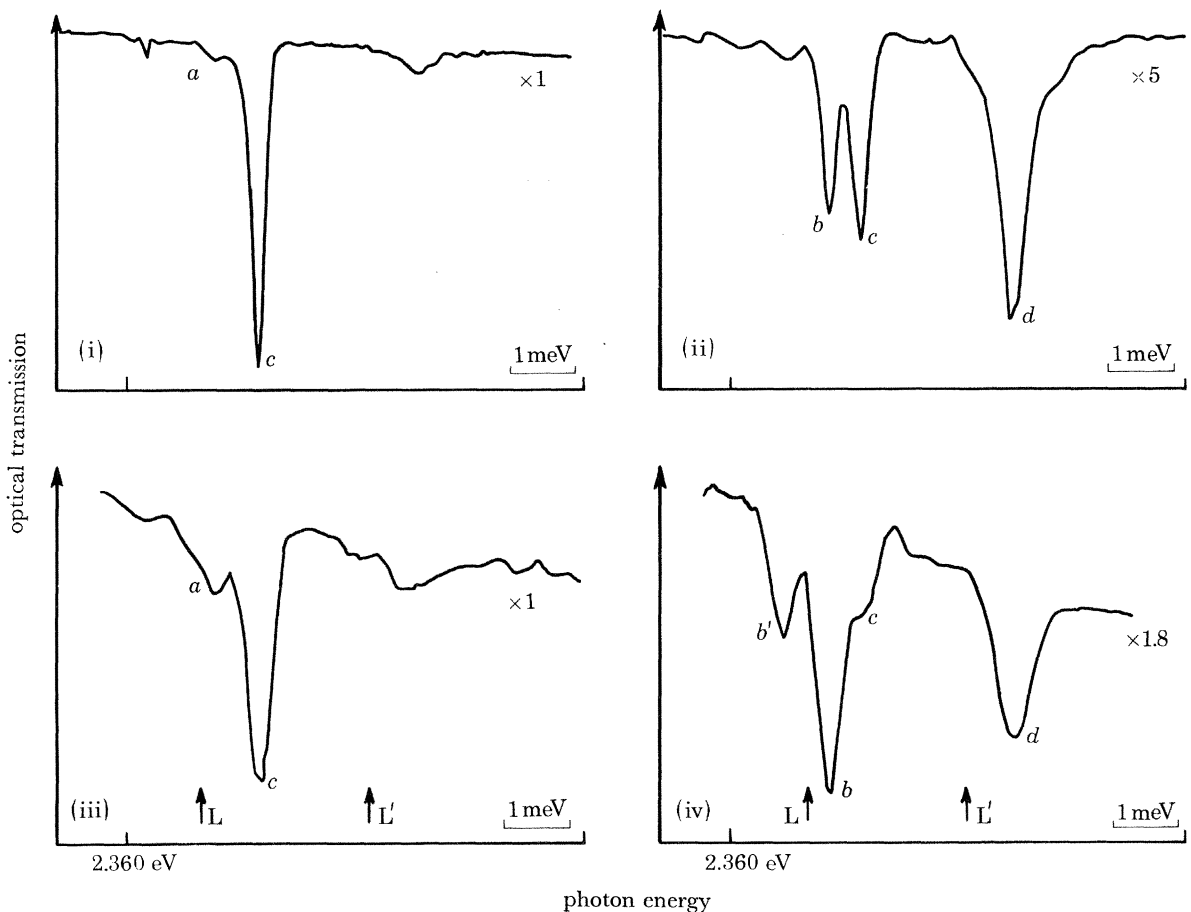 a
c
×1
(i)
1 meV
b
c
d
×5
(ii)
1 meV
optical transmission
a
c
×1
(iii)
L
L′
1 meV
2.360 eV
b′
c
b
d
×1.8
(iv)
L
L′
1 meV
2.360 eV
photon energy